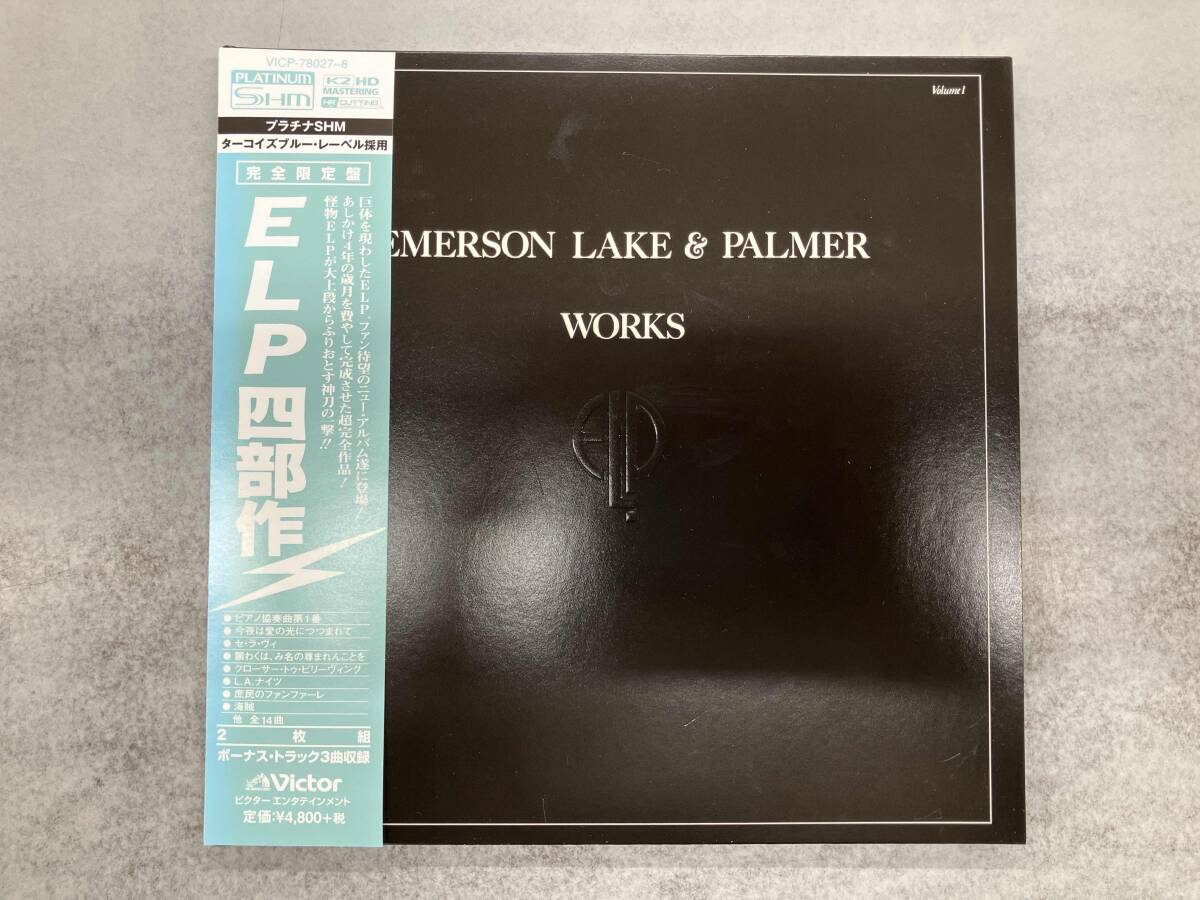 VICP-78027~8
PLATINUM
SHM
K2 HD
MASTERING
HR CUTTING
プラチナSHM
ターコイズブルー・レーベル採用
完全限定盤
巨体を現わしたELP。ファン待望のニュー・アルバム遂に登場!
あしかけ4年の歳月を費やして完成させた超完全作品!
怪物ELPが大上段からふりおとす神刀の一撃!!
ELP四部作
●ピアノ協奏曲第1番
●今夜は愛の光につつまれて
●セ・ラ・ヴィ
●願わくは、み名の尊まれんことを
●クローサー・トゥ・ビリーヴィング
●L.A.ナイツ
●庶民のファンファーレ
●海賊
他 全14曲
2枚組
ボーナス・トラック3曲収録
Victor
ビクターエンタテインメント
定価:¥4,800+税
Volume 1
EMERSON LAKE & PALMER
WORKS
ELP